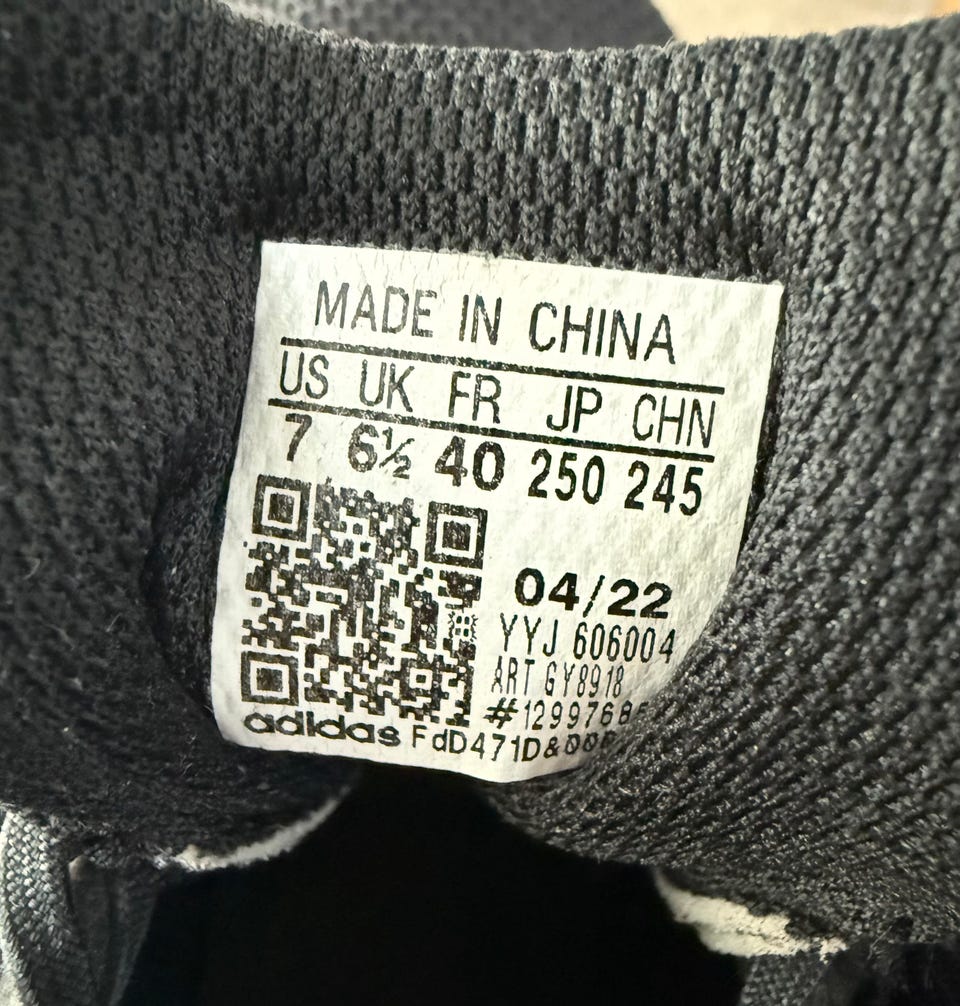 MADE IN CHINA
US UK FR JP CHN
7 6½ 40 250 245
04/22
YYJ 606004
ART GY8918
adidas